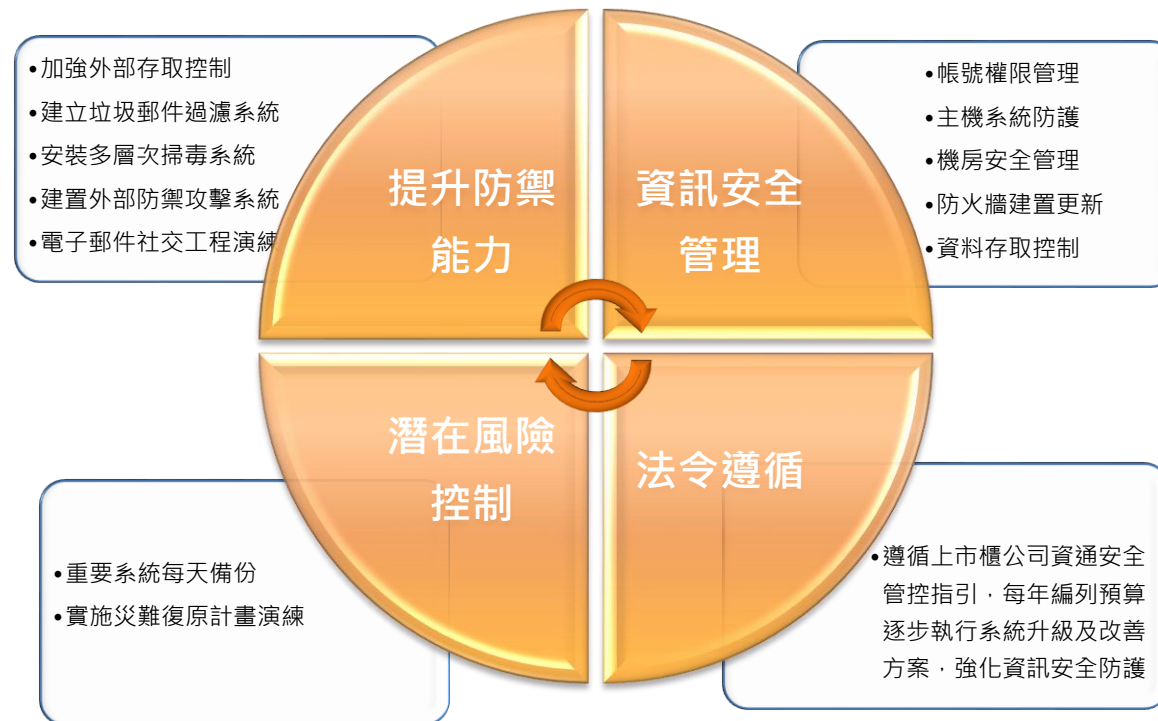 •加強外部存取控制
•建立垃圾郵件過濾系統
•安裝多層次掃毒系統
•建置外部防禦攻擊系統
•電子郵件社交工程演練
提升防禦
能力
資訊安全
管理
•帳號權限管理
•主機系統防護
•機房安全管理
•防火牆建置更新
•資料存取控制
潛在風險
控制
法令遵循
•重要系統每天備份
•實施災難復原計畫演練
•遵循上市櫃公司資通安全
管控指引，每年編列預算
逐步執行系統升級及改善
方案，強化資訊安全防護